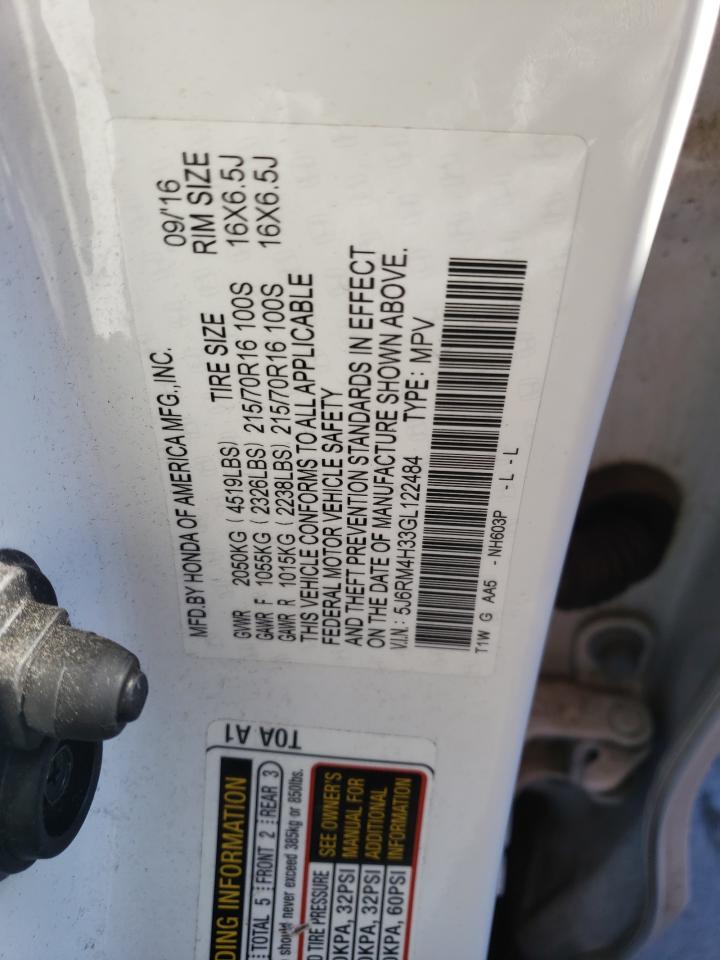 MFD.BY HONDA OF AMERICA MFG.,INC. 09/'16
GVWR 2050KG ( 4519LBS) TIRE SIZE RIM SIZE
GAWR F 1055KG ( 2326LBS) 215/70R16 100S 16X6.5J
GAWR R 1015KG ( 2238LBS) 215/70R16 100S 16X6.5J
THIS VEHICLE CONFORMS TO ALL APPLICABLE
FEDERAL MOTOR VEHICLE SAFETY
AND THEFT PREVENTION STANDARDS IN EFFECT
ON THE DATE OF MANUFACTURE SHOWN ABOVE.
V.I.N.: 5J6RM4H33GL122484 TYPE: MPV
T1W G AA5 - NH603P - L - L
T0A A1
INFORMATION
TOTAL 5 FRONT 2 REAR 3
should never exceed 385kg or 850lbs.
TIRE PRESSURE
SEE OWNER'S
MANUAL FOR
ADDITIONAL
INFORMATION
32PSI
32PSI
60PSI